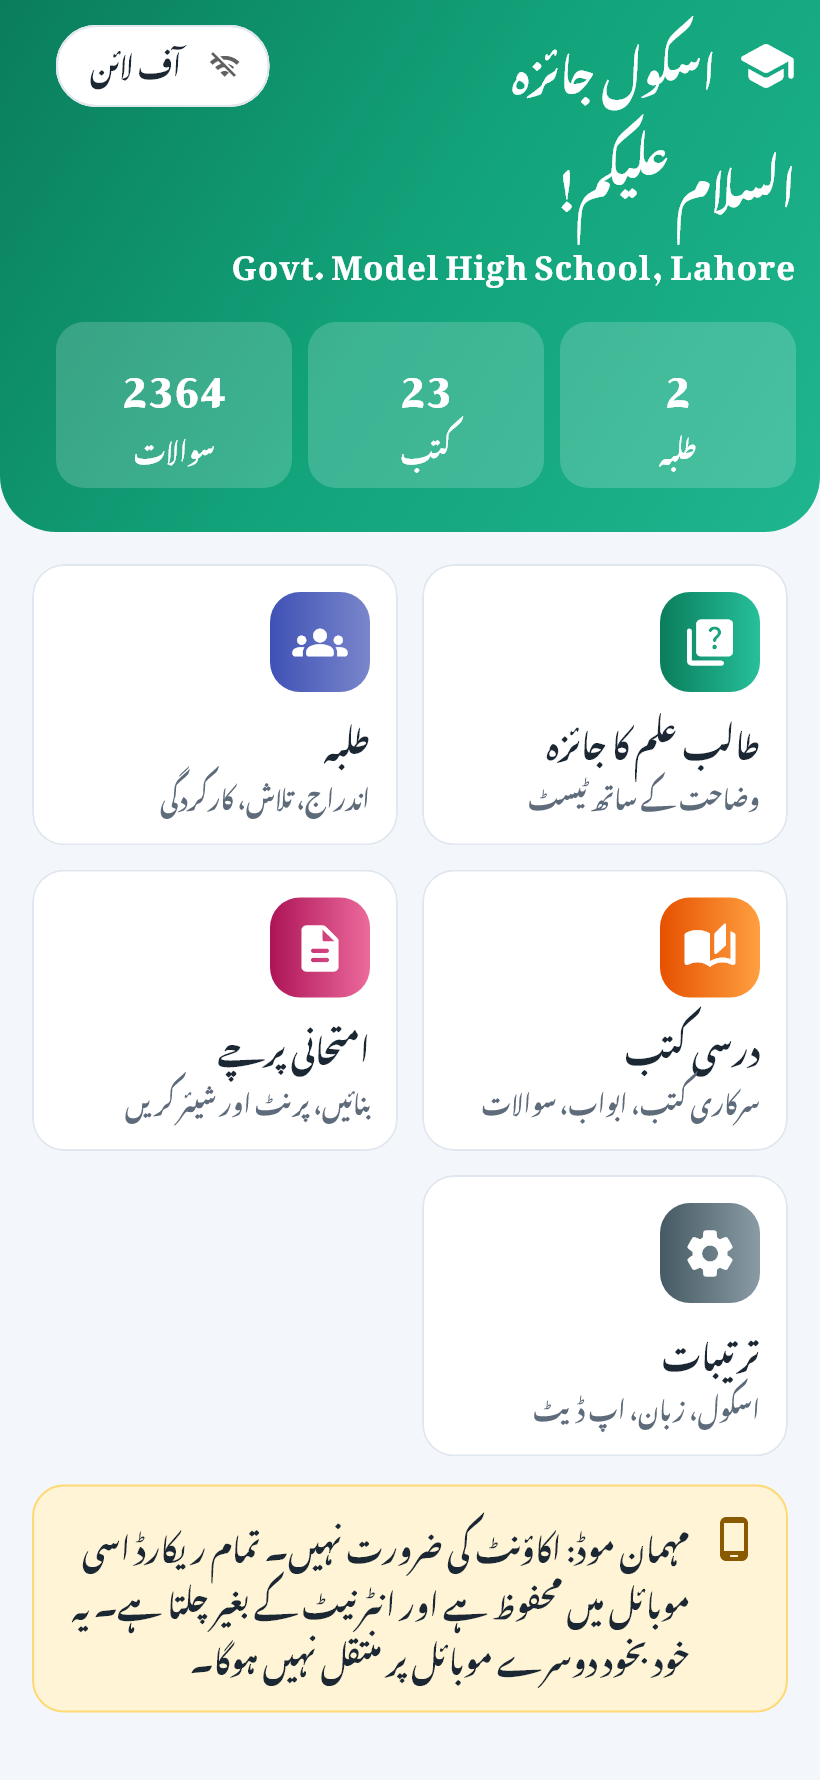 اسکول جائزہ
آف لائن
السلام علیکم!
Govt. Model High School, Lahore
2
طلبہ
23
کتب
2364
سوالات
طالب علم کا جائزہ
وضاحت کے ساتھ ٹیسٹ
طلبہ
اندراج، تلاش، کارکردگی
درسی کتب
سرکاری کتب، ابواب، سوالات
امتحانی پرچے
بنائیں، پرنٹ اور شیئر کریں
ترتیبات
اسکول، زبان، اپ ڈیٹ
مہمان موڈ: اکاؤنٹ کی ضرورت نہیں۔ تمام ریکارڈ اسی
موبائل میں محفوظ ہے اور انٹرنیٹ کے بغیر چلتا ہے۔ یہ
خود بخود دوسرے موبائل پر منتقل نہیں ہوگا۔